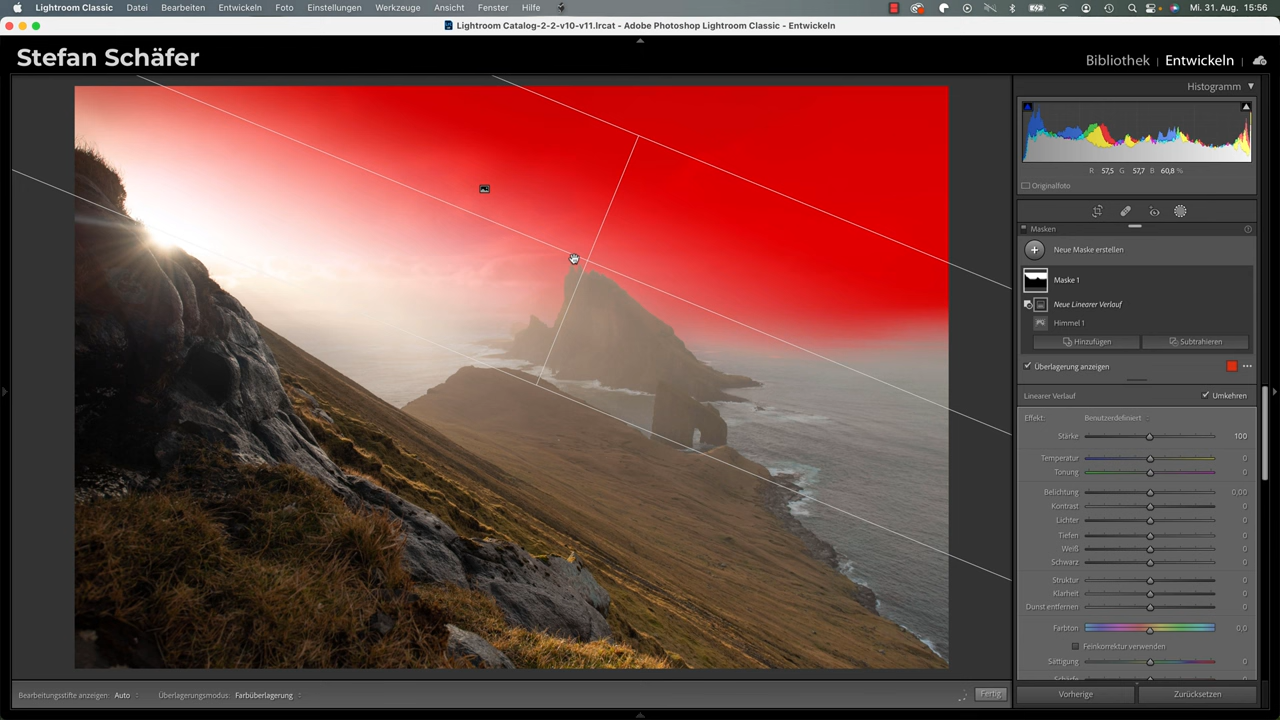 Lightroom Classic Datei Bearbeiten Entwickeln Foto Einstellungen Werkzeuge Ansicht Fenster Hilfe Mi. 31. Aug. 15:56
Lightroom Catalog-2-2-v10-v11.lrcat - Adobe Photoshop Lightroom Classic - Entwickeln
Stefan Schäfer Bibliothek | Entwickeln
Histogramm
R 57,5 G 57,7 B 60,8 %
Originalfoto
Masken
Neue Maske erstellen
Maske 1
Neue Linearer Verlauf
Himmel 1
Hinzufügen Subtrahieren
Überlagerung anzeigen
Linearer Verlauf Umkehren
Effekt: Benutzerdefiniert
Stärke 100
Temperatur 0
Tonung 0
Belichtung 0,00
Kontrast 0
Lichter 0
Tiefen 0
Weiß 0
Schwarz 0
Struktur 0
Klarheit 0
Dunst entfernen 0
Farbton 0,0
Feinkorrektur verwenden
Sättigung 0
Bearbeitungsstifte anzeigen: Auto Überlagerungsmodus: Farbüberlagerung Fertig Vorherige Zurücksetzen